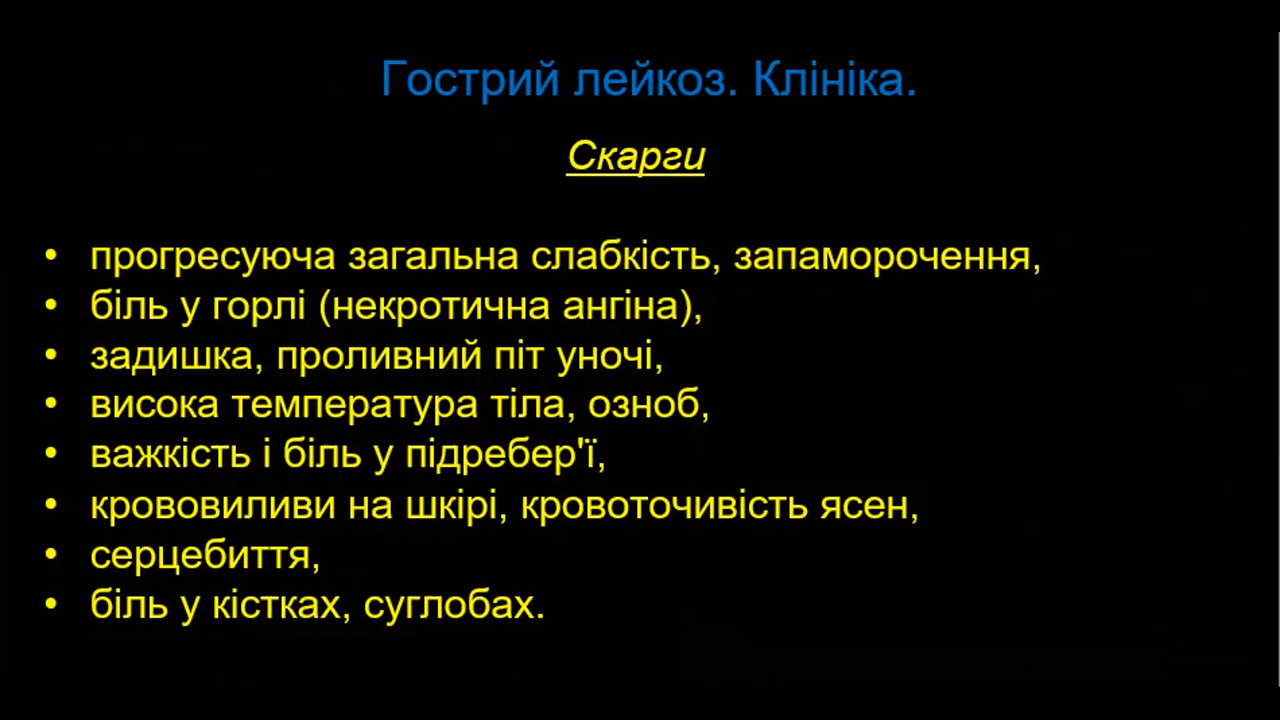 Гострий лейкоз. Клініка.
Скарги
• прогресуюча загальна слабкість, запаморочення,
• біль у горлі (некротична ангіна),
• задишка, проливний піт уночі,
• висока температура тіла, озноб,
• важкість і біль у підребер'ї,
• крововиливи на шкірі, кровоточивість ясен,
• серцебиття,
• біль у кістках, суглобах.